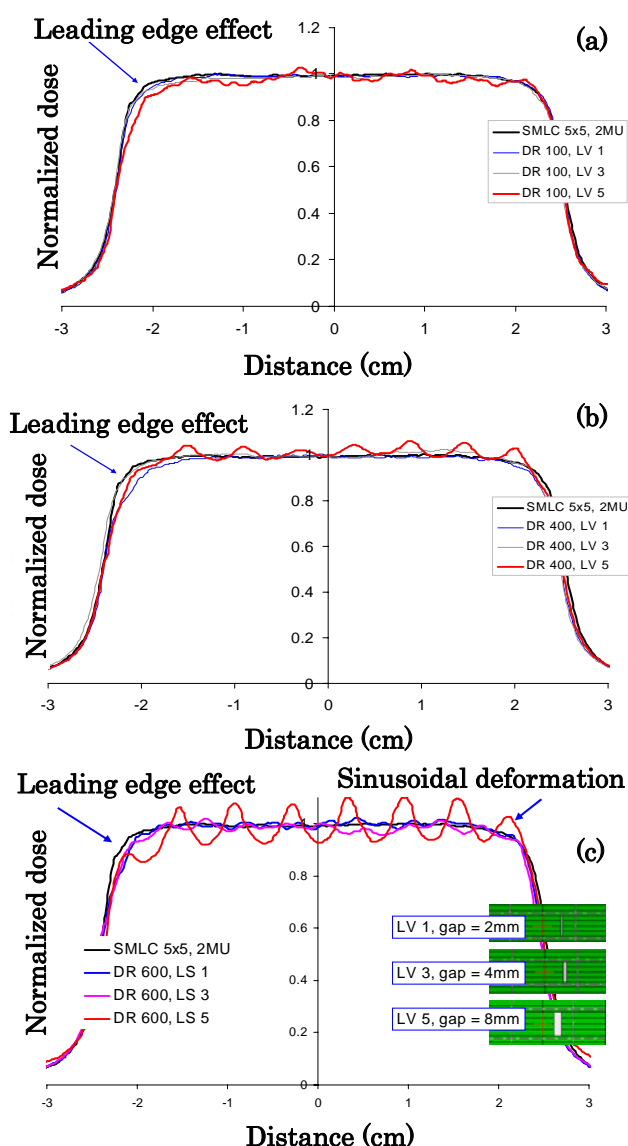 Leading edge effect
(a)
1.2
1
0.8
0.6
0.4
0.2
0
Normalized dose
SMLC 5x5, 2MU
DR 100, LV 1
DR 100, LV 3
DR 100, LV 5
-3 -2 -1 0 1 2 3
Distance (cm)
Leading edge effect
(b)
1.2
1
0.8
0.6
0.4
0.2
0
Normalized dose
SMLC 5x5, 2MU
DR 400, LV 1
DR 400, LV 3
DR 400, LV 5
-3 -2 -1 0 1 2 3
Distance (cm)
Leading edge effect
Sinusoidal deformation
(c)
0.8
0.6
0.4
0.2
Normalized dose
SMLC 5x5, 2MU
DR 600, LS 1
DR 600, LS 3
DR 600, LS 5
LV 1, gap = 2mm
LV 3, gap = 4mm
LV 5, gap = 8mm
-3 -2 -1 0 1 2 3
Distance (cm)